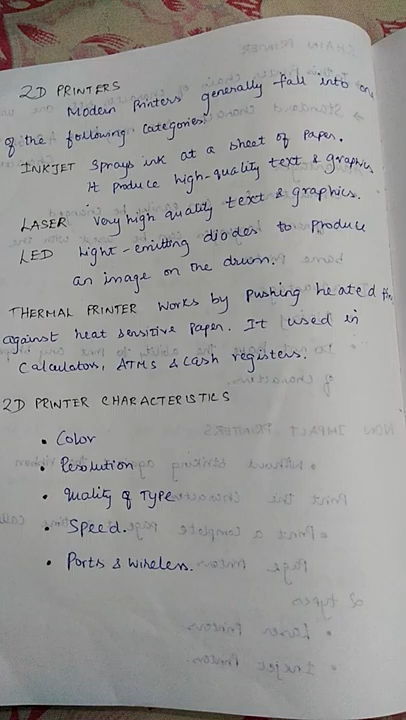 2D PRINTERS
Modern Printers generally fall into one
of the following categories.
INKJET Sprays ink at a sheet of Paper.
It produce high-quality text & graphics
LASER Very high quality text & graphics.
LED Light-emitting diodes to Produce
an image on the drum.
THERMAL PRINTER Works by Pushing heated Pin
against heat sensitive Paper. It used in
Calculators, ATMS & Cash registers.
2D PRINTER CHARACTERISTICS
• Color
• Resolution
• Quality of Type
• Speed.
• Ports & Wireless.